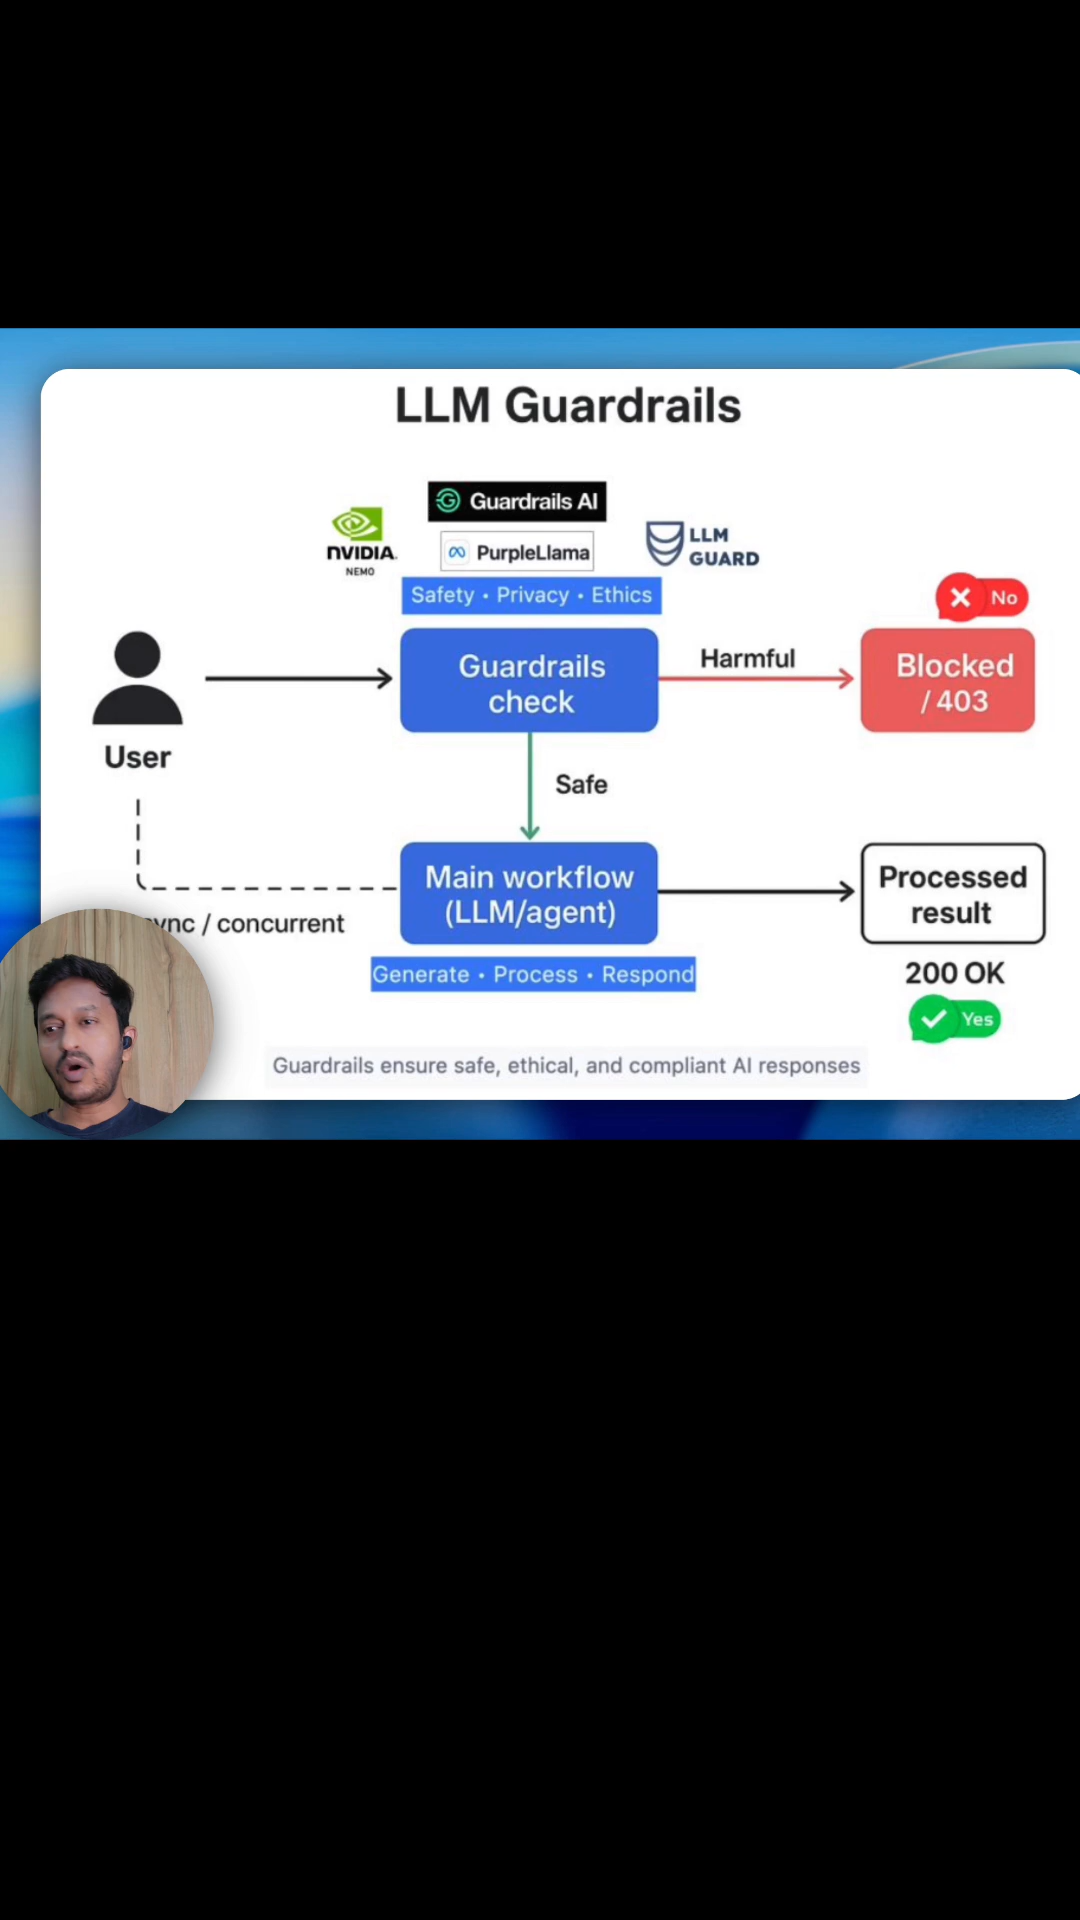 LLM Guardrails
Guardrails AI
NVIDIA.
NEMO
PurpleLlama
LLM
GUARD
Safety • Privacy • Ethics
No
Guardrails
check
Harmful
Blocked
/ 403
User
Safe
Main workflow
(LLM/agent)
Processed
result
/ concurrent
Generate • Process • Respond
200 OK
Yes
Guardrails ensure safe, ethical, and compliant AI responses